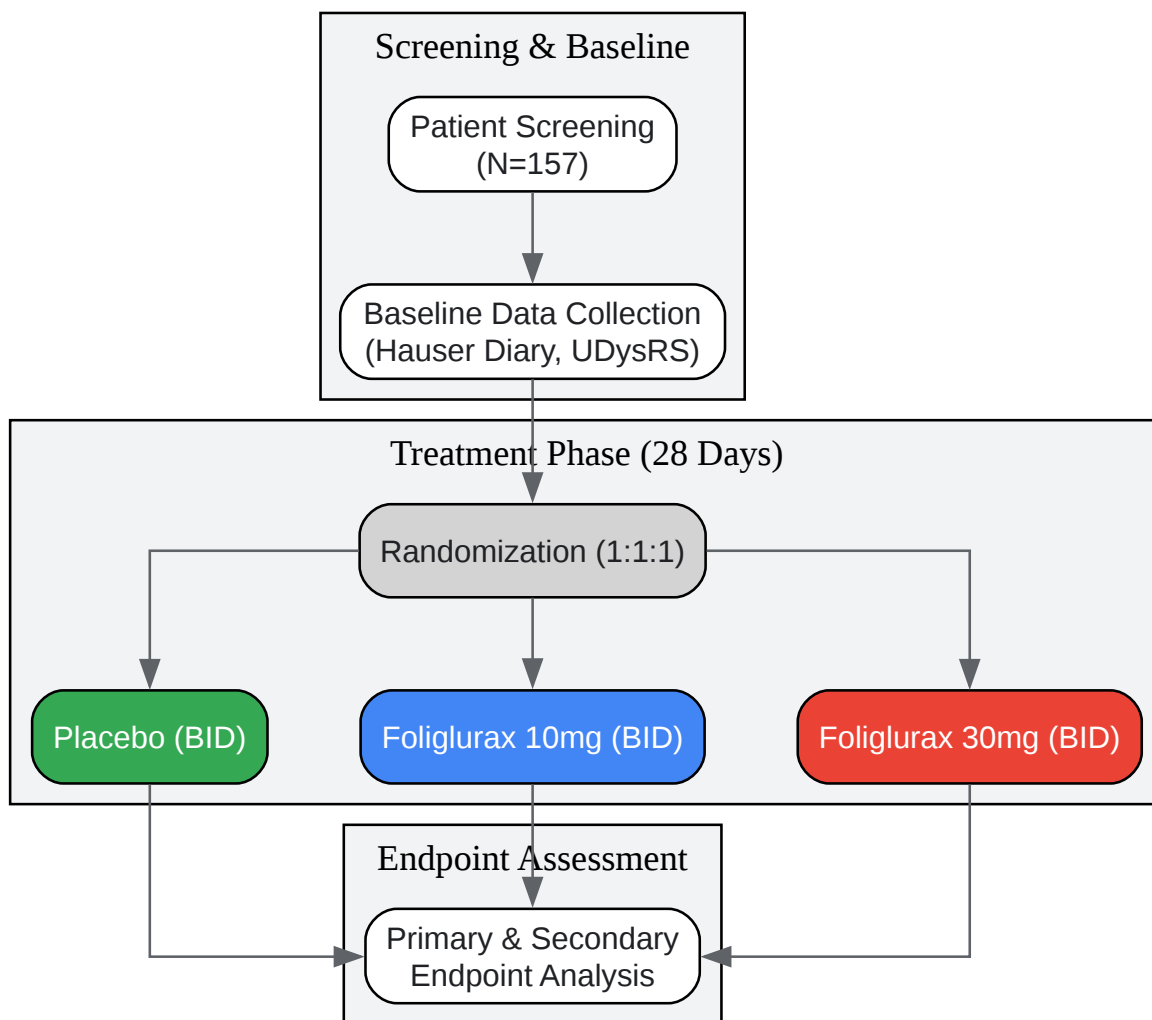 Screening & Baseline
Patient Screening
(N=157)
Baseline Data Collection
(Hauser Diary, UDysRS)
Treatment Phase (28 Days)
Randomization (1:1:1)
Placebo (BID)
Foliglurax 10mg (BID)
Foliglurax 30mg (BID)
Endpoint Assessment
Primary & Secondary
Endpoint Analysis